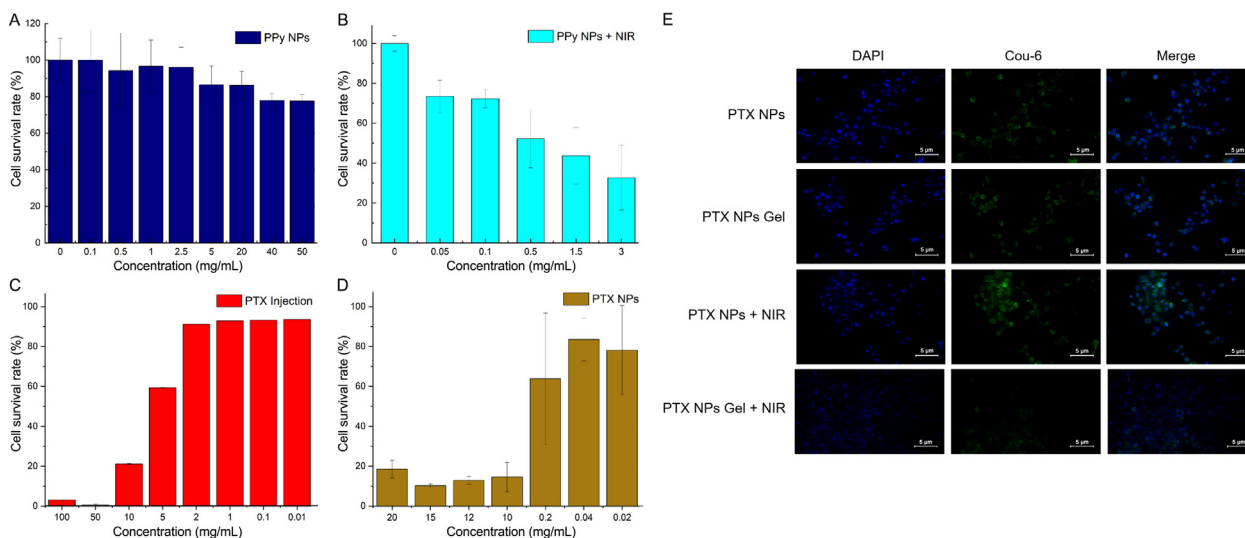 A
PPy NPs
Cell survival rate (%)
120
100
80
60
40
20
0
0 0.1 0.5 1 2.5 5 20 40 50
Concentration (mg/mL)
B
PPy NPs + NIR
Cell survival rate (%)
100
80
60
40
20
0
0 0.05 0.1 0.5 1.5 3
Concentration (mg/mL)
C
PTX Injection
Cell survival rate (%)
100
80
60
40
20
0
100 50 10 5 2 1 0.1 0.01
Concentration (mg/mL)
D
PTX NPs
Cell survival rate (%)
100
80
60
40
20
0
20 15 12 10 0.2 0.04 0.02
Concentration (mg/mL)
E
DAPI Cou-6 Merge
PTX NPs
5 μm 5 μm 5 μm
PTX NPs Gel
5 μm 5 μm 5 μm
PTX NPs + NIR
5 μm 5 μm 5 μm
PTX NPs Gel + NIR
5 μm 5 μm 5 μm